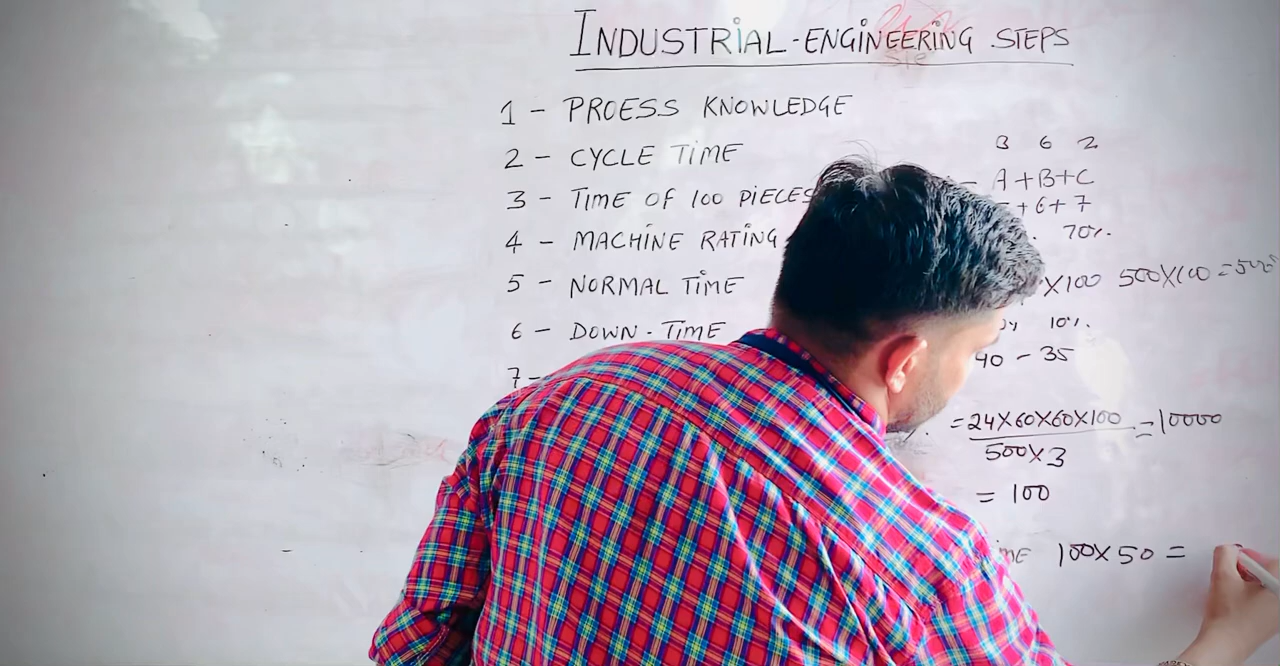 INDUSTRIAL-ENGINEERING STEPS
1 - PROESS KNOWLEDGE
2 - CYCLE TIME
3 6 2
3 - TIME OF 100 PIECES
A+B+C
+6+7
4 - MACHINE RATING
70%.
5 - NORMAL TIME
X100 500X100 =
6 - DOWN-TIME
10%.
40 - 35
7 -
%. = 24X60X60X100 = 10000
500X3
= 100
100X50 =